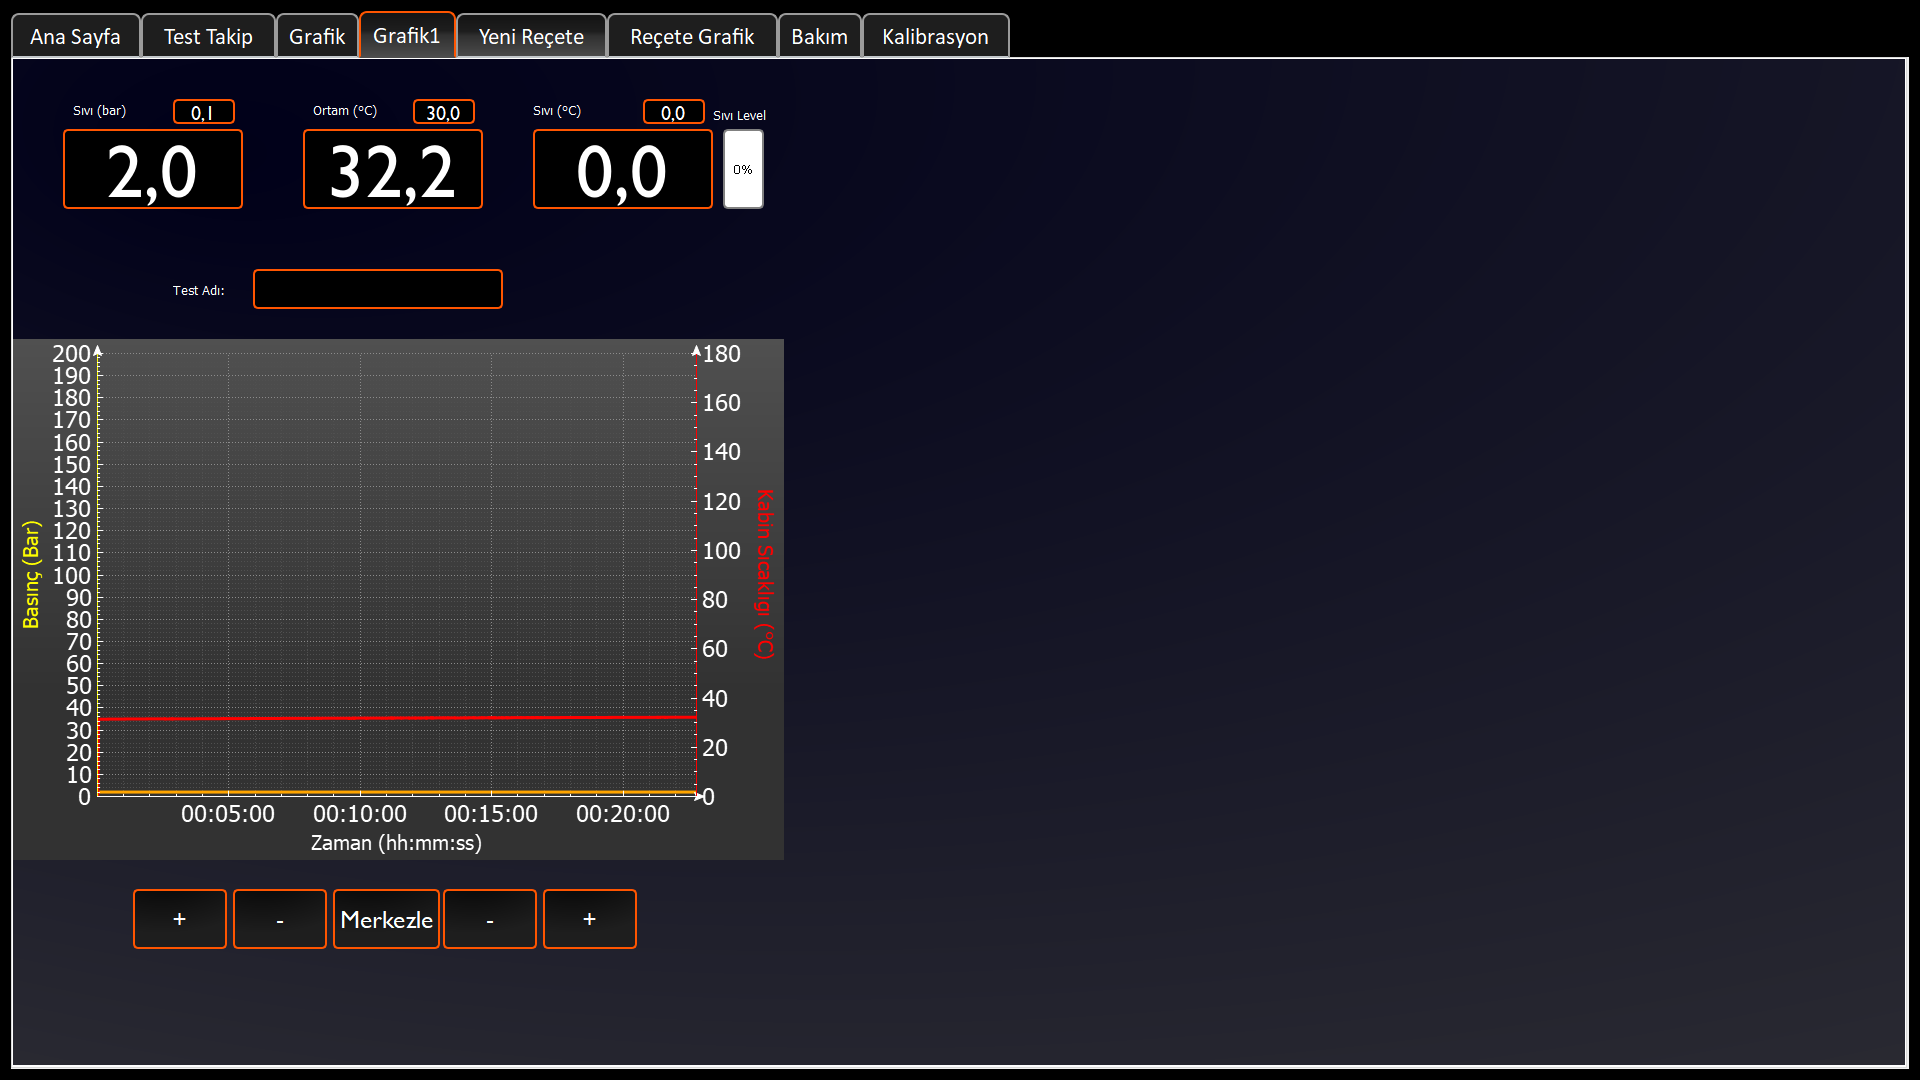 Ana Sayfa Test Takip Grafik Grafik1 Yeni Reçete Reçete Grafik Bakım Kalibrasyon
Sıvı (bar) 0,1 Ortam (°C) 30,0 Sıvı (°C) 0,0 Sıvı Level
2,0 32,2 0,0 0%
Test Adı:
200 180
190
180 160
170
160 140
150
140
130 120
120
110 100
100
90 80
80
70
60 60
50
40 40
30
20 20
10
0 0
Basınç (Bar)
Kabin Sıcaklıgı (°C)
00:05:00 00:10:00 00:15:00 00:20:00
Zaman (hh:mm:ss)
+ - Merkezle - +